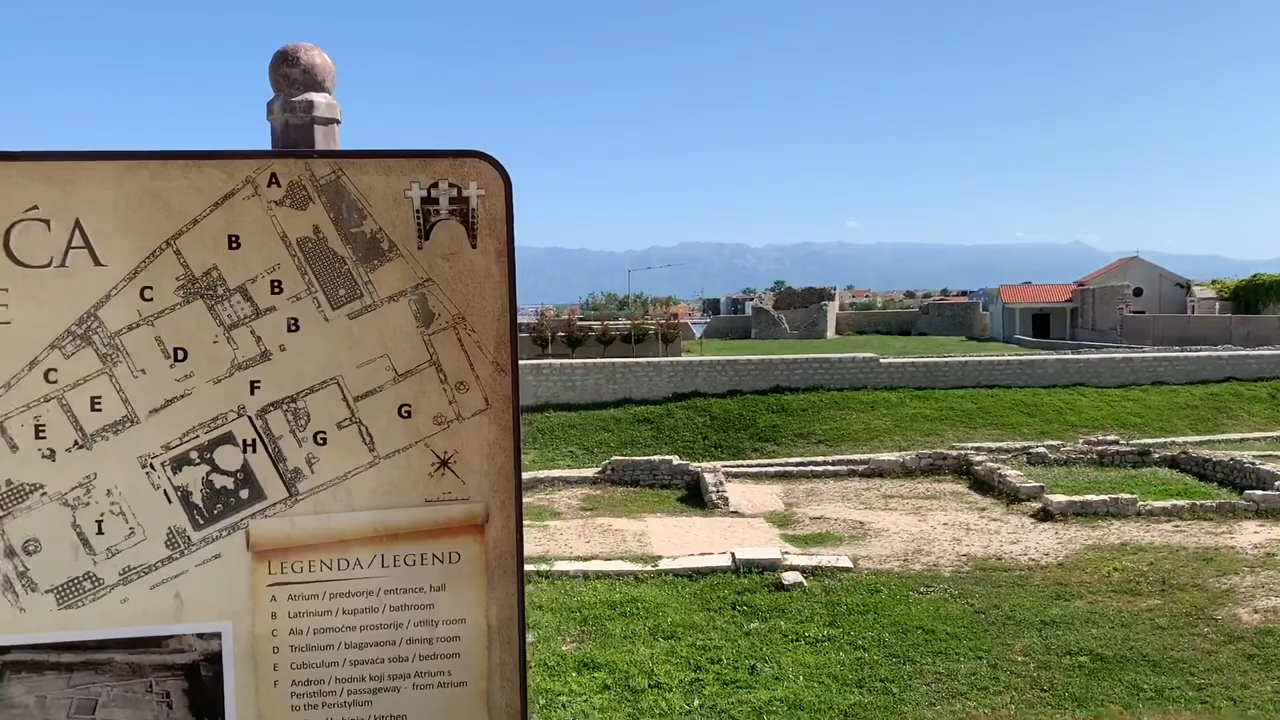 ĆA
E
A
B
C
B
B
D
C
F
E
G
E
G
H
I
LEGENDA/LEGEND
A Atrium / predvorje / entrance, hall
B Latrinium / kupatilo / bathroom
C Ala / pomoćne prostorije / utility room
D Triclinium / blagavaona / dining room
E Cubiculum / spavaća soba / bedroom
F Andron / hodnik koji spaja Atrium s
Peristilom / passageway - from Atrium
to the Peristylium
/ kitchen